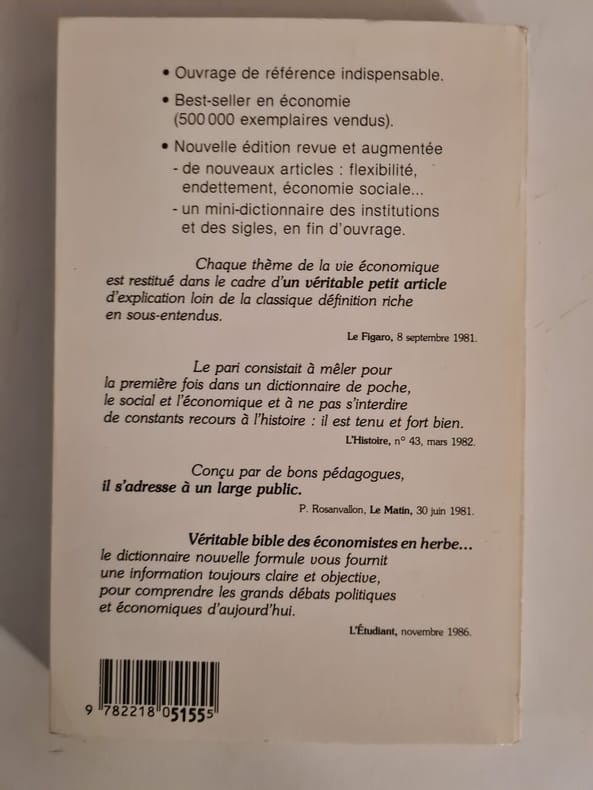 • Ouvrage de référence indispensable.
• Best-seller en économie
(500 000 exemplaires vendus).
• Nouvelle édition revue et augmentée
- de nouveaux articles : flexibilité,
endettement, économie sociale...
- un mini-dictionnaire des institutions
et des sigles, en fin d'ouvrage.
Chaque thème de la vie économique
est restitué dans le cadre d'un véritable petit article
d'explication loin de la classique définition riche
en sous-entendus.
Le Figaro, 8 septembre 1981.
Le pari consistait à mêler pour
la première fois dans un dictionnaire de poche,
le social et l'économique et à ne pas s'interdire
de constants recours à l'histoire : il est tenu et fort bien.
L'Histoire, n° 43, mars 1982.
Conçu par de bons pédagogues,
il s'adresse à un large public.
P. Rosanvallon, Le Matin, 30 juin 1981.
Véritable bible des économistes en herbe...
le dictionnaire nouvelle formule vous fournit
une information toujours claire et objective,
pour comprendre les grands débats politiques
et économiques d'aujourd'hui.
L'Étudiant, novembre 1986.
9 782218 051555